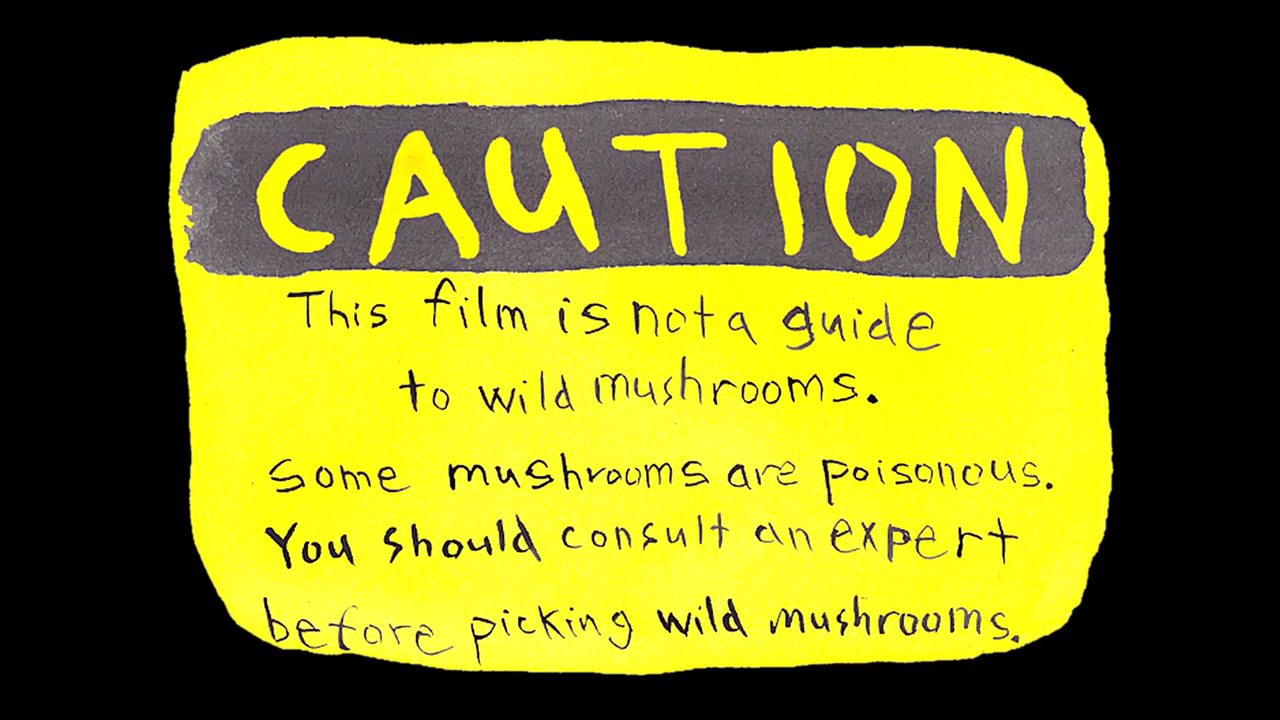 CAUTION
This film is not a guide
to wild mushrooms.
Some mushrooms are poisonous.
You should consult an expert
before picking wild mushrooms.